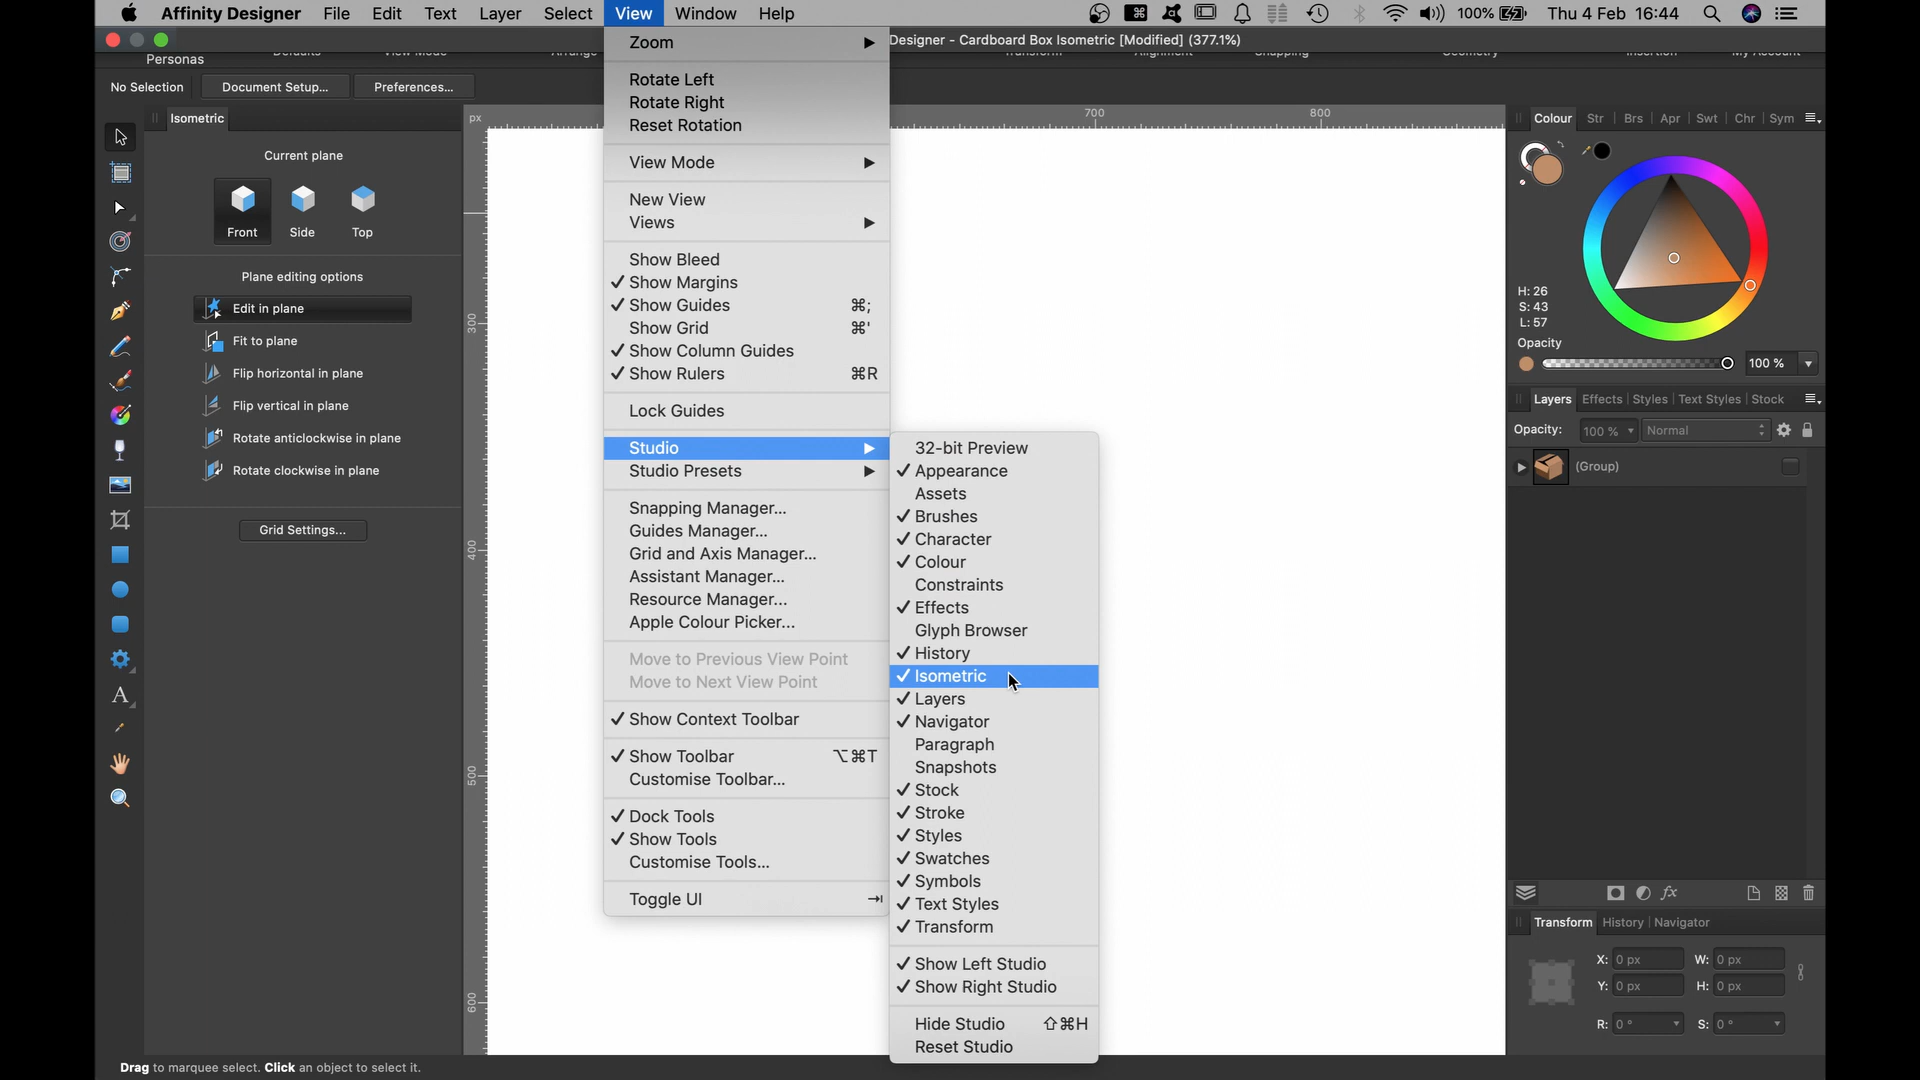 Affinity Designer File Edit Text Layer Select View Window Help 100% Thu 4 Feb 16:44
Designer - Cardboard Box Isometric [Modified] (377.1%)
Personas
No Selection Document Setup... Preferences...
Isometric
Current plane
Front Side Top
Plane editing options
Edit in plane
Fit to plane
Flip horizontal in plane
Flip vertical in plane
Rotate anticlockwise in plane
Rotate clockwise in plane
Grid Settings...
px 700 800
300
400
500
600
Zoom
Rotate Left
Rotate Right
Reset Rotation
View Mode
New View
Views
Show Bleed
✓ Show Margins
✓ Show Guides ⌘;
Show Grid ⌘'
✓ Show Column Guides
✓ Show Rulers ⌘R
Lock Guides
Studio
Studio Presets
Snapping Manager...
Guides Manager...
Grid and Axis Manager...
Assistant Manager...
Resource Manager...
Apple Colour Picker...
Move to Previous View Point
Move to Next View Point
✓ Show Context Toolbar
✓ Show Toolbar ⌥⌘T
Customise Toolbar...
✓ Dock Tools
✓ Show Tools
Customise Tools...
Toggle UI ⇥
32-bit Preview
✓ Appearance
Assets
✓ Brushes
✓ Character
✓ Colour
Constraints
✓ Effects
Glyph Browser
✓ History
✓ Isometric
✓ Layers
✓ Navigator
Paragraph
Snapshots
✓ Stock
✓ Stroke
✓ Styles
✓ Swatches
✓ Symbols
✓ Text Styles
✓ Transform
✓ Show Left Studio
✓ Show Right Studio
Hide Studio ⇧⌘H
Reset Studio
Colour Str Brs Apr Swt Chr Sym
H: 26
S: 43
L: 57
Opacity
100 %
Layers Effects Styles Text Styles Stock
Opacity: 100 % Normal
(Group)
fx
Transform History Navigator
X: 0 px W: 0 px
Y: 0 px H: 0 px
R: 0 ° S: 0 °
Drag to marquee select. Click an object to select it.